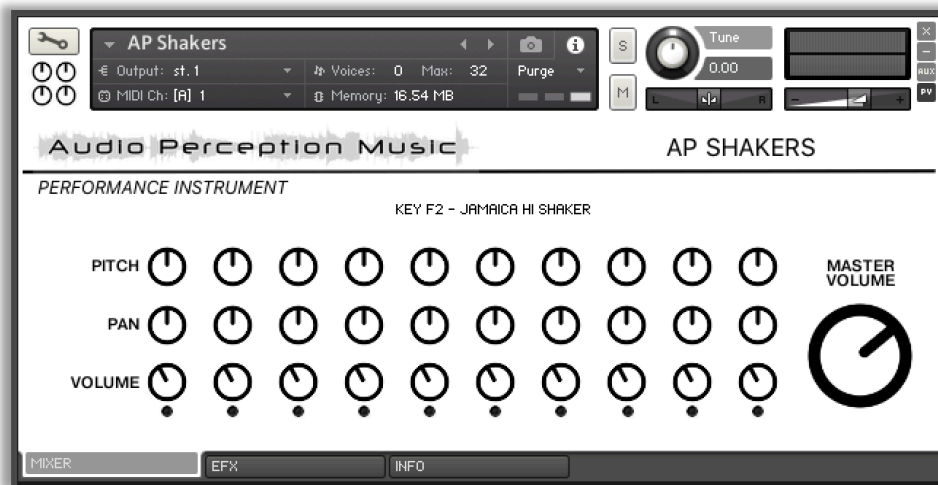 AP Shakers
S
Tune
X
Output: st.1
Voices: 0 Max: 32
Purge
0.00
AUX
MIDI Ch: [A] 1
Memory: 16.54 MB
M
L
R
PV
Audio Perception Music
AP SHAKERS
PERFORMANCE INSTRUMENT
KEY F2 - JAMAICA HI SHAKER
PITCH
MASTER
VOLUME
PAN
VOLUME
MIXER
EFX
INFO